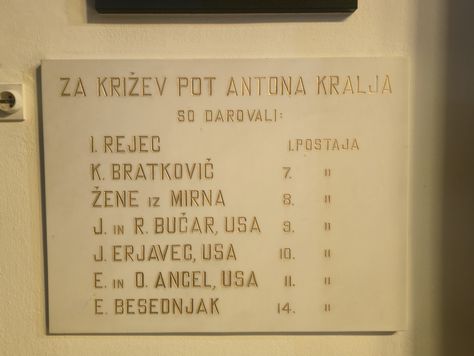 ZA KRIŽEV POT ANTONA KRALJA
SO DAROVALI:
I. REJEC 1. POSTAJA
K. BRATKOVIČ 7. "
ŽENE IZ MIRNA 8. "
J. IN R. BUČAR, USA 9. "
J. ERJAVEC, USA 10. "
E. IN O. ANGEL, USA 11. "
E. BESEDNJAK 14. "